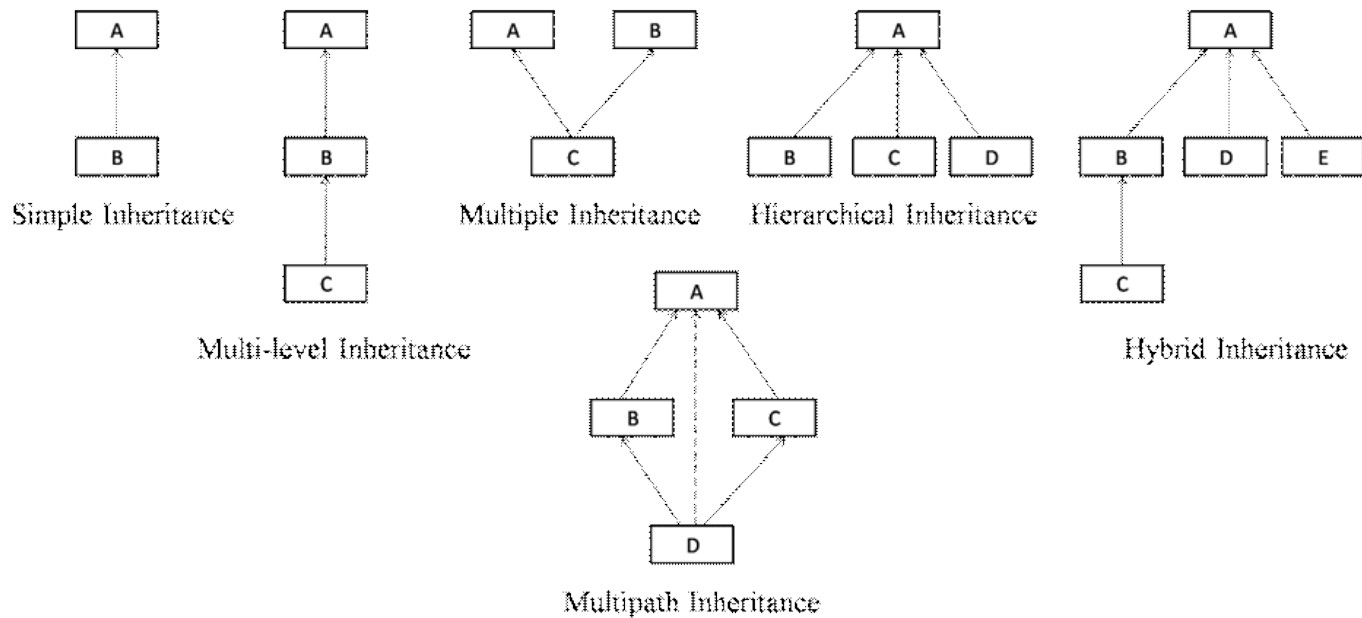 A A A B A A
B B C B C D B D E
Simple Inheritance Multiple Inheritance Hierarchical Inheritance
C A C
Multi-level Inheritance Hybrid Inheritance
B C
D
Multipath Inheritance